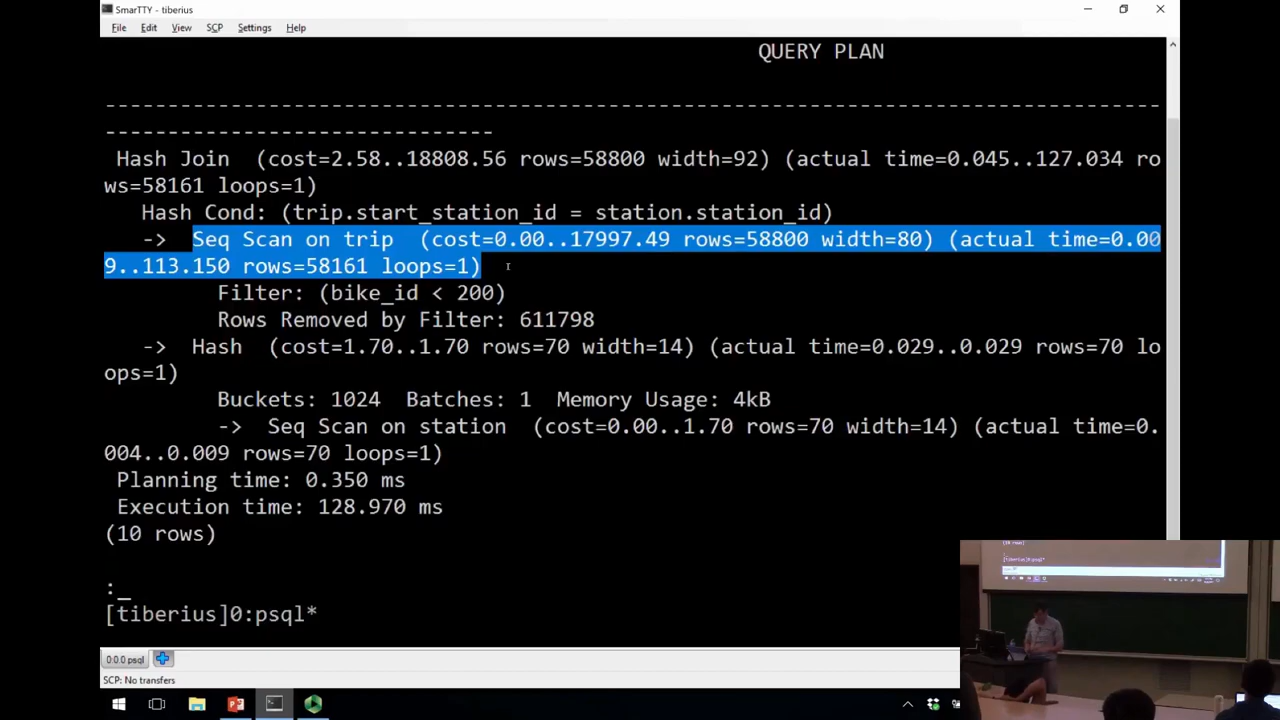 SmarTTY - tiberius
File Edit View SCP Settings Help
QUERY PLAN
------------------------------------------------------------------------------------
-------------------------------
Hash Join  (cost=2.58..18808.56 rows=58800 width=92) (actual time=0.045..127.034 ro
ws=58161 loops=1)
Hash Cond: (trip.start_station_id = station.station_id)
->  Seq Scan on trip  (cost=0.00..17997.49 rows=58800 width=80) (actual time=0.00
9..113.150 rows=58161 loops=1)
Filter: (bike_id < 200)
Rows Removed by Filter: 611798
->  Hash  (cost=1.70..1.70 rows=70 width=14) (actual time=0.029..0.029 rows=70 lo
ops=1)
Buckets: 1024  Batches: 1  Memory Usage: 4kB
->  Seq Scan on station  (cost=0.00..1.70 rows=70 width=14) (actual time=0.
004..0.009 rows=70 loops=1)
Planning time: 0.350 ms
Execution time: 128.970 ms
(10 rows)
:_
[tiberius]0:psql*
0:0.0 psql
SCP: No transfers